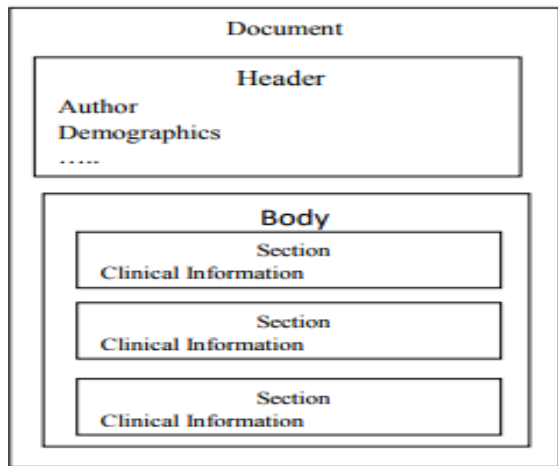 Document
Header
Author
Demographics
.....
Body
Section
Clinical Information
Section
Clinical Information
Section
Clinical Information